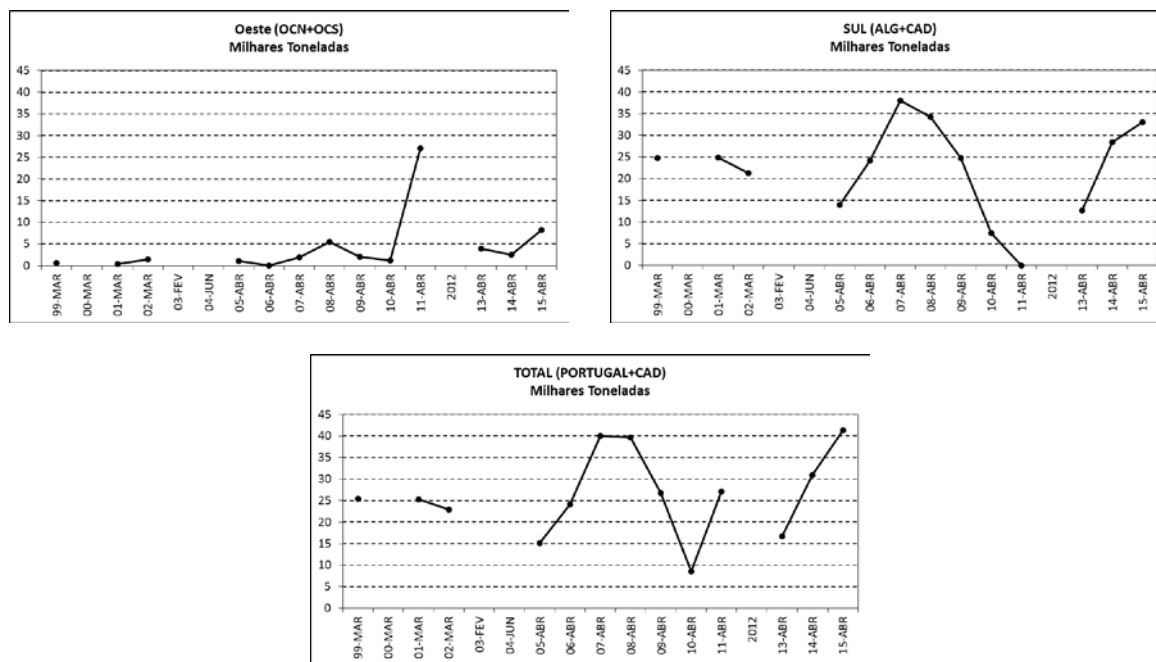 Oeste (OCN+OCS)
Milhares Toneladas
45
40
35
30
25
20
15
10
5
0
99-MAR
00-MAR
01-MAR
02-MAR
03-FEV
04-JUN
05-ABR
06-ABR
07-ABR
08-ABR
09-ABR
10-ABR
11-ABR
2012
13-ABR
14-ABR
15-ABR
SUL (ALG+CAD)
Milhares Toneladas
45
40
35
30
25
20
15
10
5
0
99-MAR
00-MAR
01-MAR
02-MAR
03-FEV
04-JUN
05-ABR
06-ABR
07-ABR
08-ABR
09-ABR
10-ABR
11-ABR
2012
13-ABR
14-ABR
15-ABR
TOTAL (PORTUGAL+CAD)
Milhares Toneladas
45
40
35
30
25
20
15
10
5
0
99-MAR
00-MAR
01-MAR
02-MAR
03-FEV
04-JUN
05-ABR
06-ABR
07-ABR
08-ABR
09-ABR
10-ABR
11-ABR
2012
13-ABR
14-ABR
15-ABR